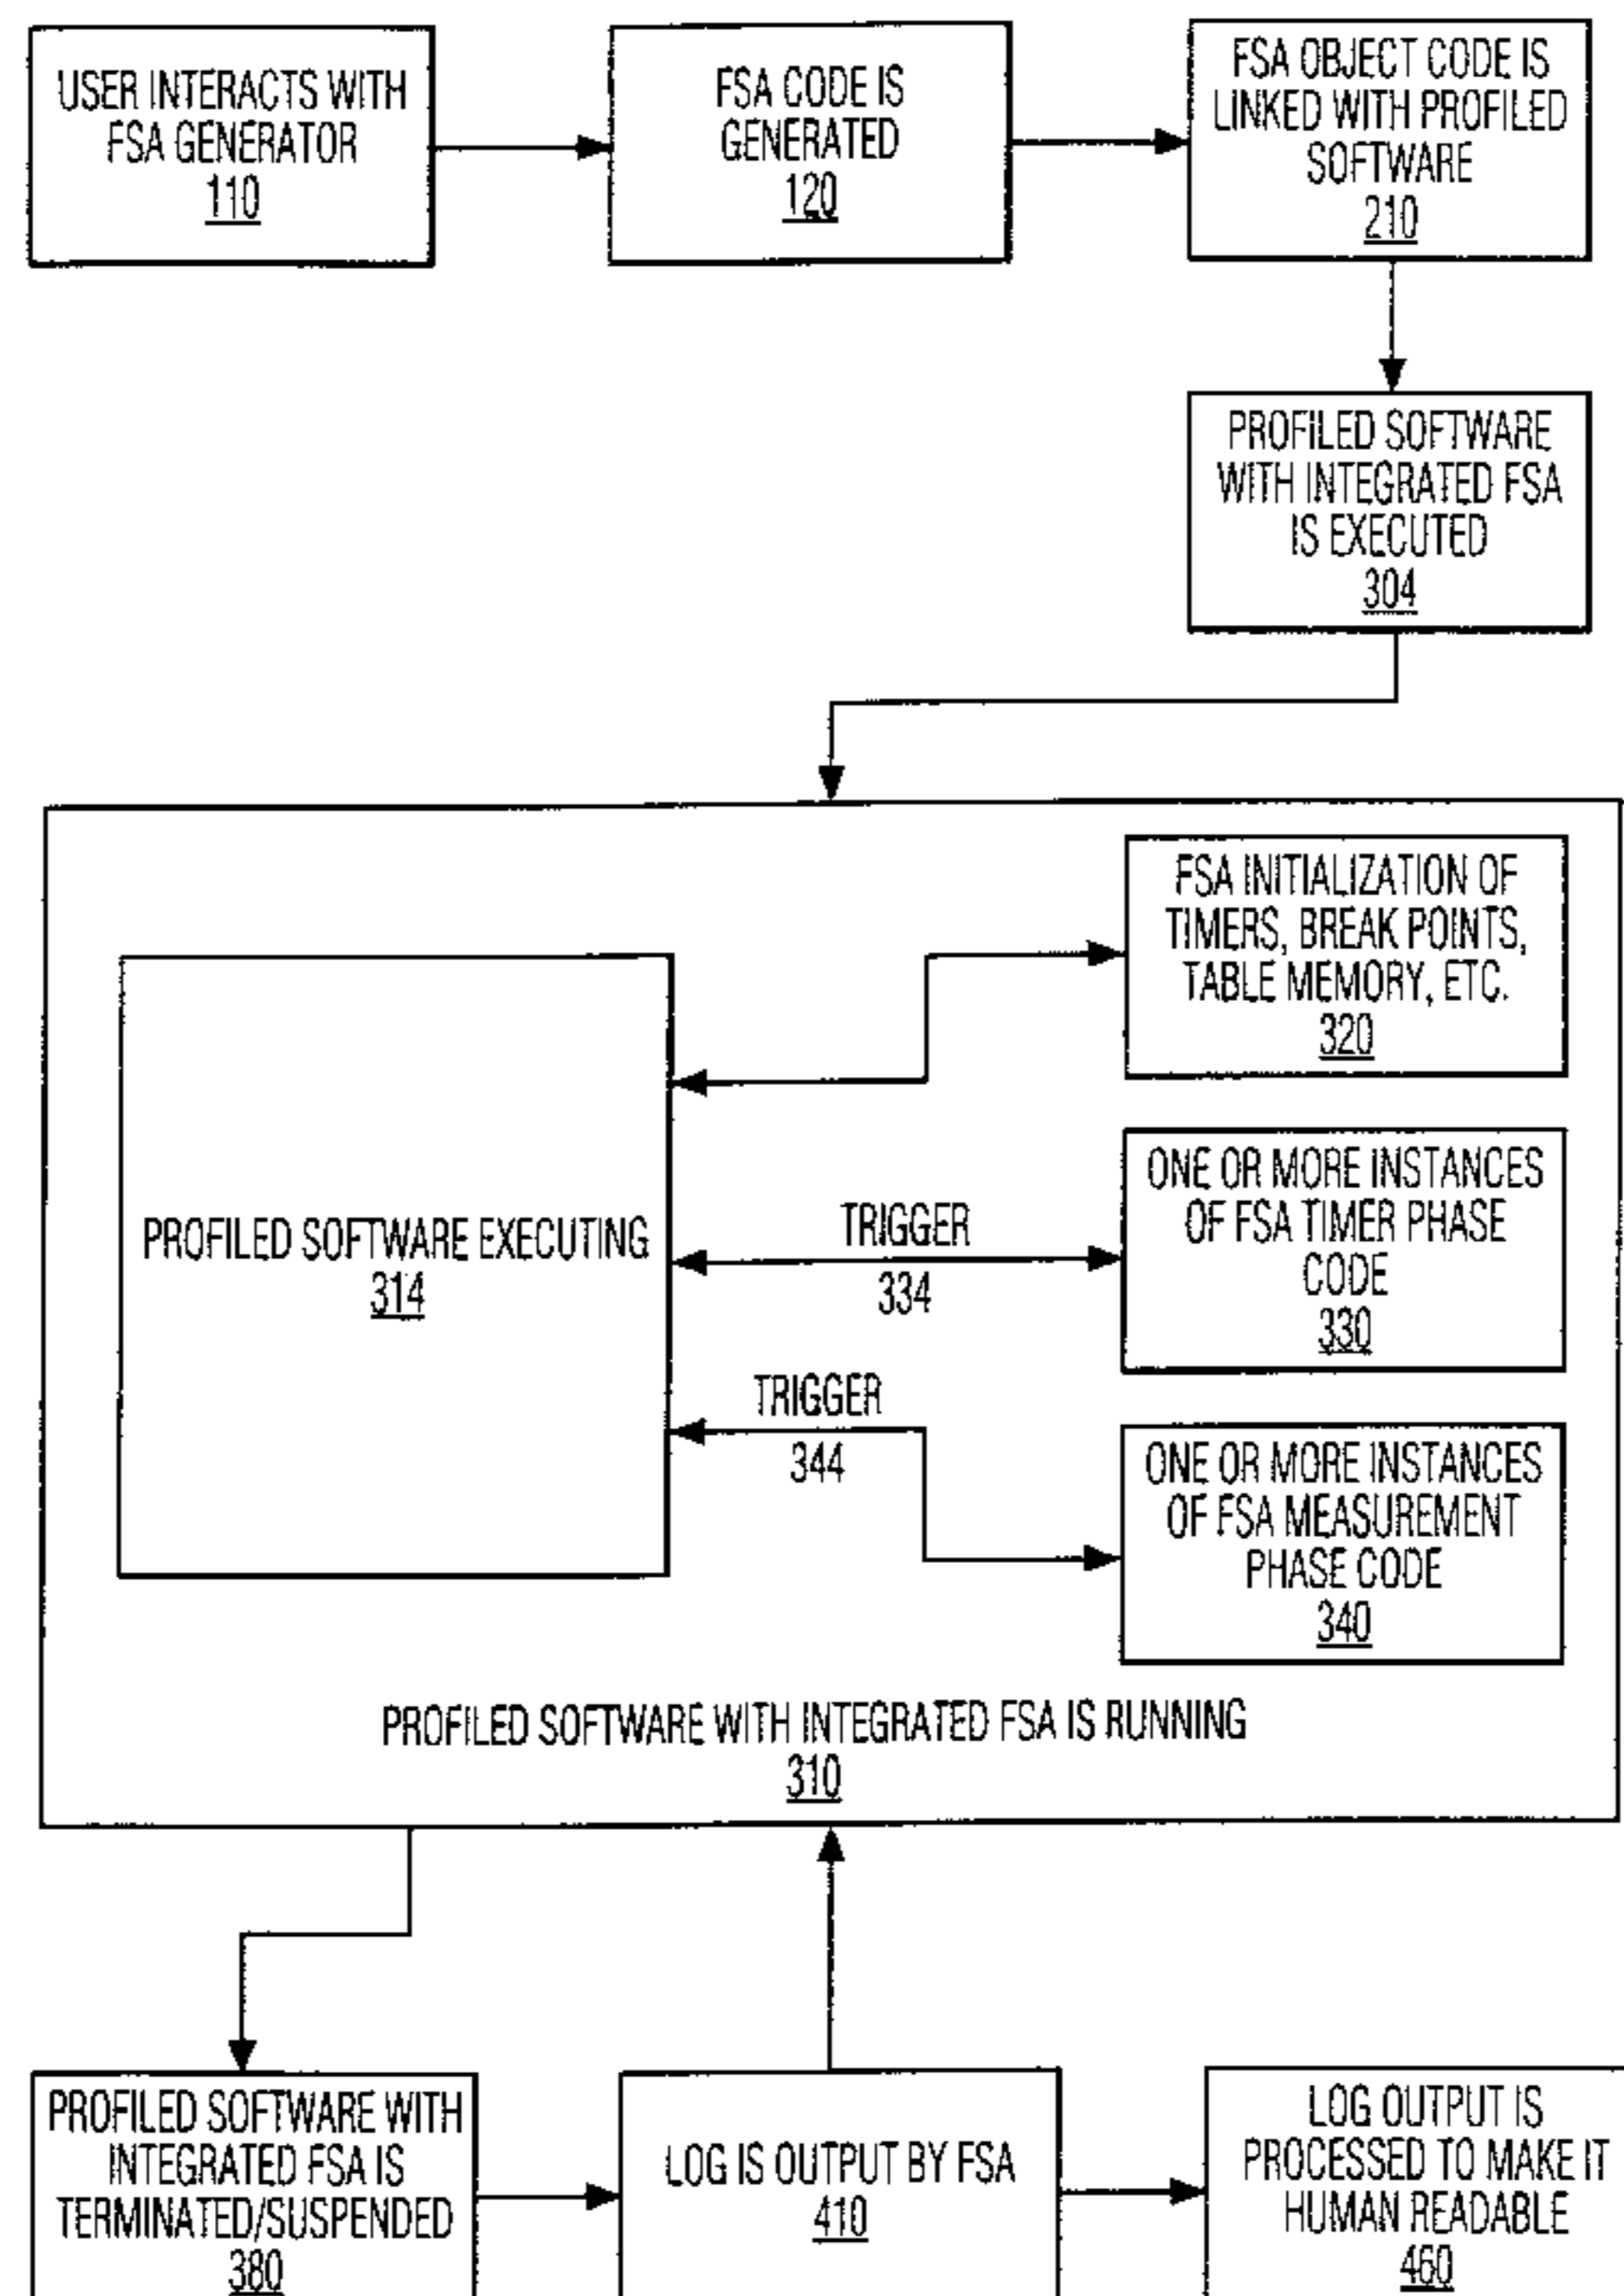 USER INTERACTS WITH
FSA GENERATOR
110
FSA CODE IS
GENERATED
120
FSA OBJECT CODE IS
LINKED WITH PROFILED
SOFTWARE
210
PROFILED SOFTWARE
WITH INTEGRATED FSA
IS EXECUTED
304
FSA INITIALIZATION OF
TIMERS, BREAK POINTS,
TABLE MEMORY, ETC.
320
PROFILED SOFTWARE EXECUTING
314
TRIGGER
334
ONE OR MORE INSTANCES
OF FSA TIMER PHASE
CODE
330
TRIGGER
344
ONE OR MORE INSTANCES
OF FSA MEASUREMENT
PHASE CODE
340
PROFILED SOFTWARE WITH INTEGRATED FSA IS RUNNING
310
PROFILED SOFTWARE WITH
INTEGRATED FSA IS
TERMINATED/SUSPENDED
380
LOG IS OUTPUT BY FSA
410
LOG OUTPUT IS
PROCESSED TO MAKE IT
HUMAN READABLE
460